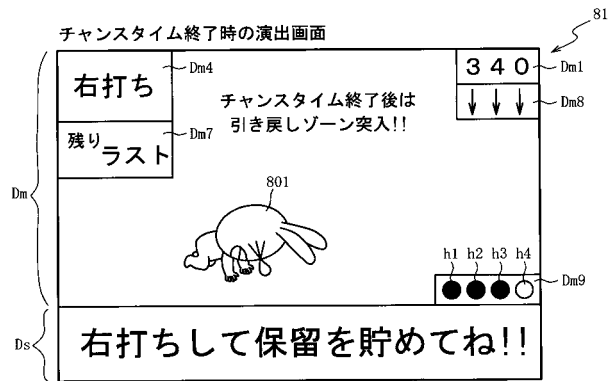 チャンスタイム終了時の演出画面
81
右打ち
Dm4
チャンスタイム終了後は
引き戻しゾーン突入!!
340
Dm1
↓↓↓
Dm8
残り
ラスト
Dm7
Dm
801
h1 h2 h3 h4
Dm9
Ds
右打ちして保留を貯めてね!!